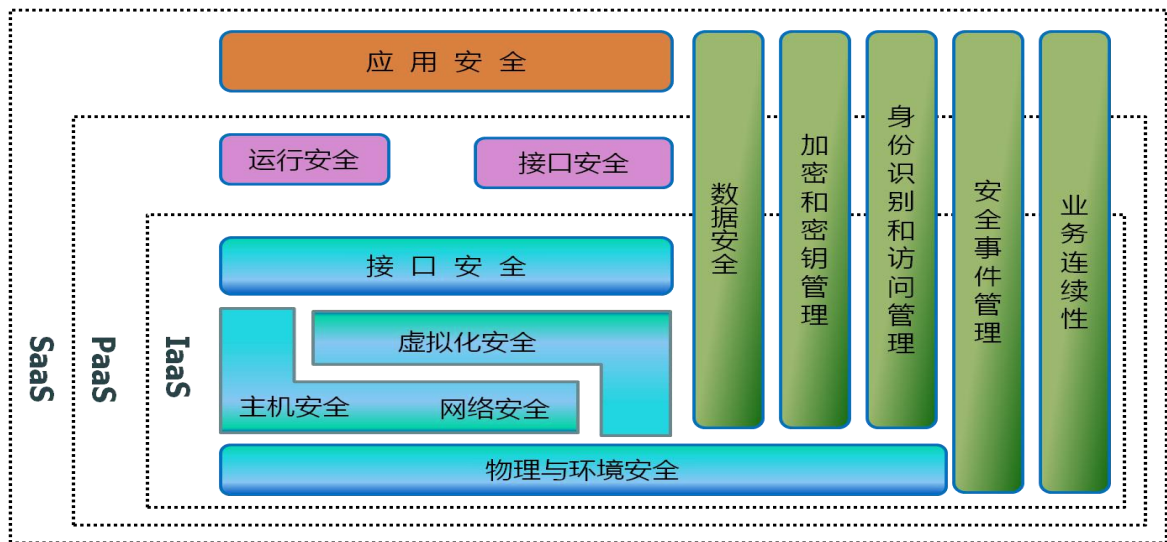 应用安全
运行安全
接口安全
接口安全
虚拟化安全
主机安全
网络安全
物理与环境安全
数据安全
加密和密钥管理
身份识别和访问管理
安全事件管理
业务连续性
SaaS
PaaS
IaaS